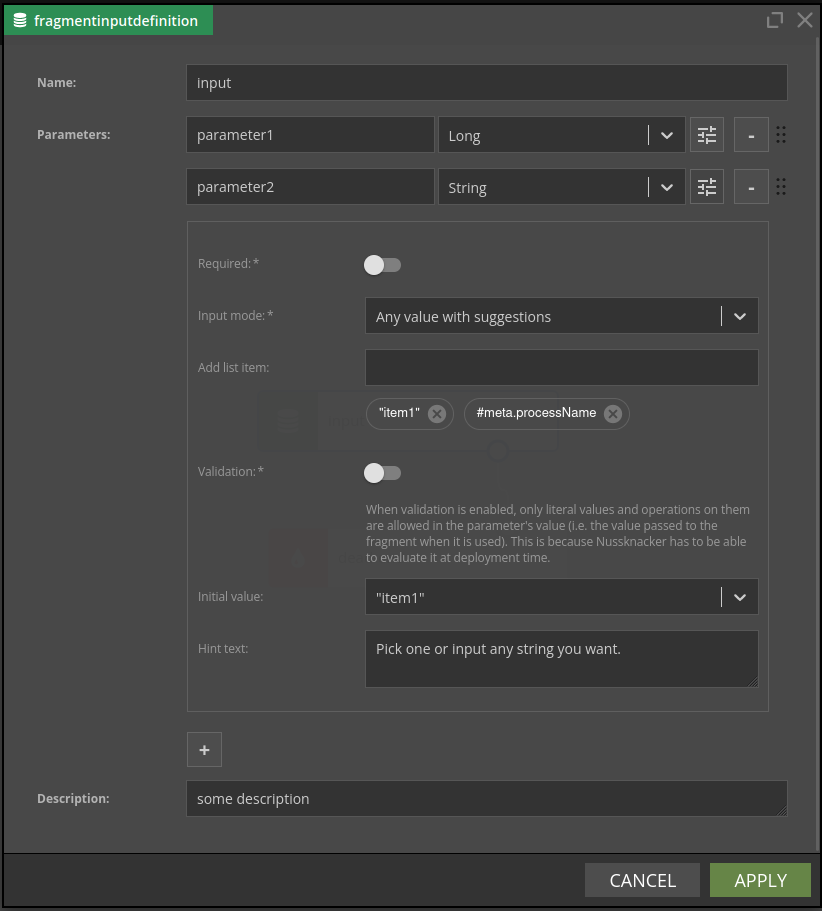 fragmentinputdefinition
Name:
input
Parameters:
parameter1
Long
-
parameter2
String
-
Required:*
Input mode:*
Any value with suggestions
Add list item:
"item1"
#meta.processName
Validation:*
When validation is enabled, only literal values and operations on them
are allowed in the parameter's value (i.e. the value passed to the
fragment when it is used). This is because Nussknacker has to be able
to evaluate it at deployment time.
Initial value:
"item1"
Hint text:
Pick one or input any string you want.
+
Description:
some description
CANCEL
APPLY